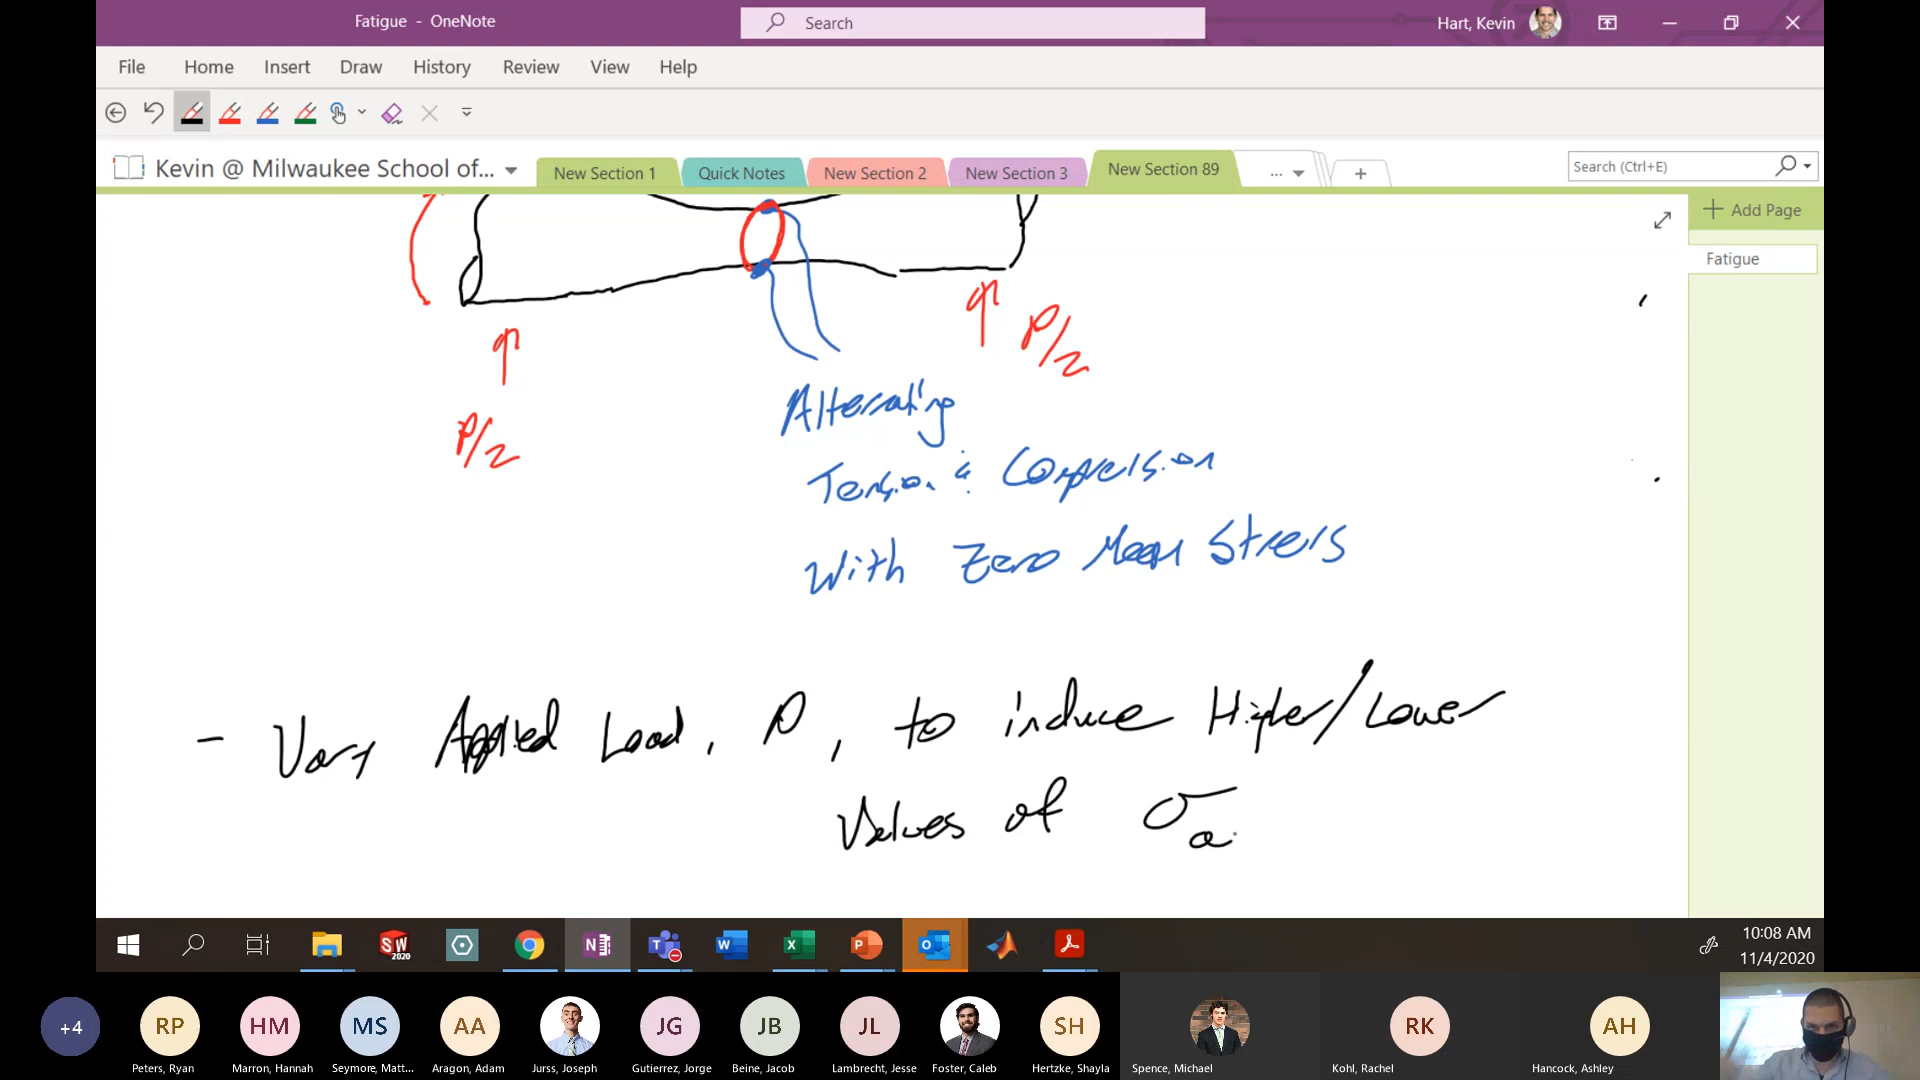 Fatigue - OneNote
Search
Hart, Kevin
File Home Insert Draw History Review View Help
Kevin @ Milwaukee School of...
New Section 1
Quick Notes
New Section 2
New Section 3
New Section 89
...
Search (Ctrl+E)
Add Page
Fatigue
P/2
P/2
Alternating
Tension & Compression
With Zero Mean Stress
- Vary Applied Load, P, to induce Higher/Lower
Values of σa
SW
2020
N
T
W
X
P
O
10:08 AM
11/4/2020
+4
RP
HM
MS
AA
JG
JB
JL
SH
RK
AH
Peters, Ryan
Marron, Hannah
Seymore, Matt...
Aragon, Adam
Jurss, Joseph
Gutierrez, Jorge
Beine, Jacob
Lambrecht, Jesse
Foster, Caleb
Hertzke, Shayla
Spence, Michael
Kohl, Rachel
Hancock, Ashley